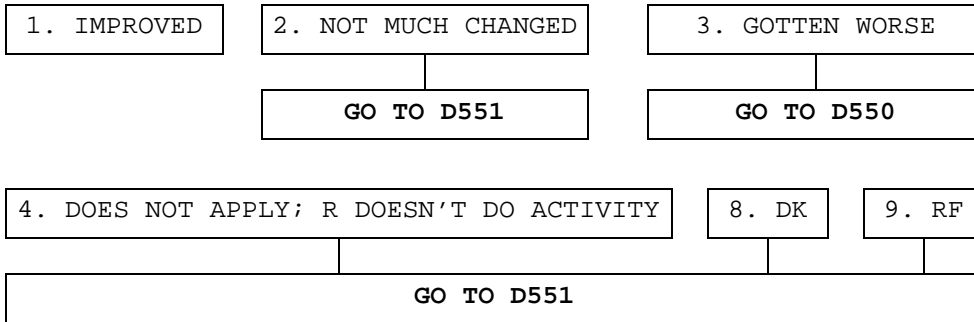 1. IMPROVED 2. NOT MUCH CHANGED 3. GOTTEN WORSE
GO TO D551 GO TO D550
4. DOES NOT APPLY; R DOESN'T DO ACTIVITY 8. DK 9. RF
GO TO D551